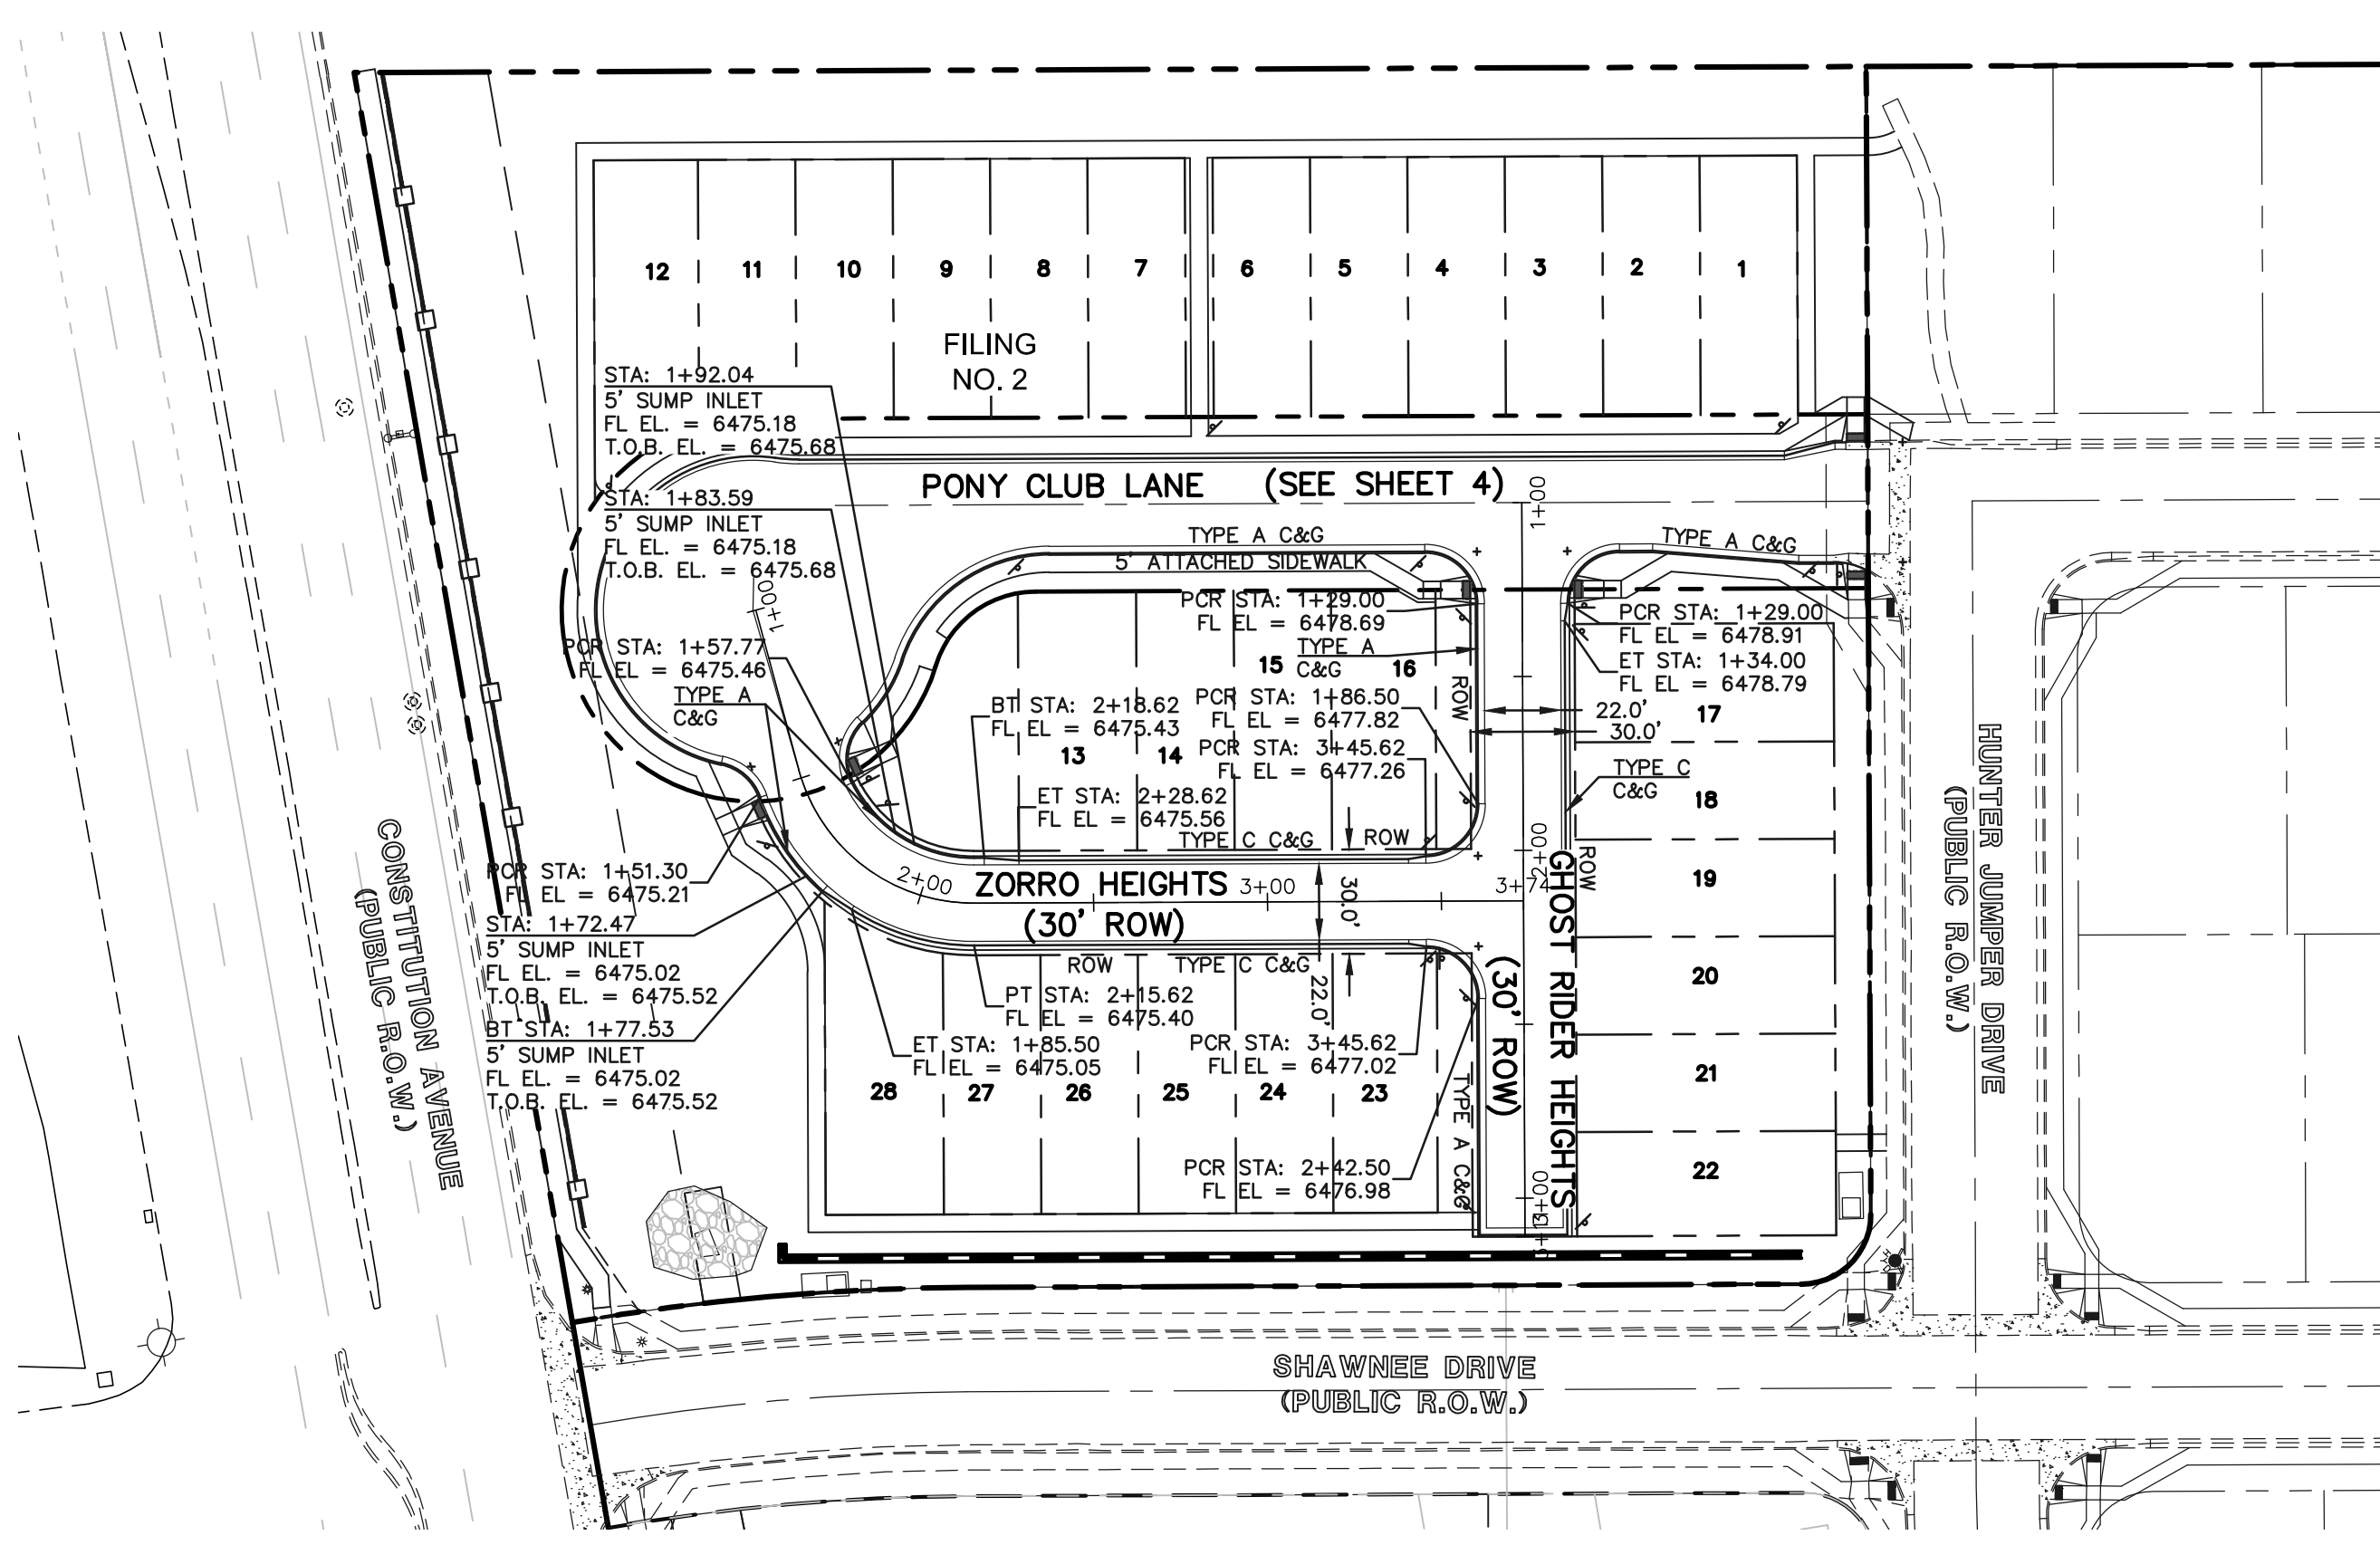 12
11
10
9
8
7
6
5
4
3
2
1
FILING
NO. 2
STA: 1+92.04
5' SUMP INLET
FL EL. = 6475.18
T.O.B. EL. = 6475.68
STA: 1+83.59
5' SUMP INLET
FL EL. = 6475.18
T.O.B. EL. = 6475.68
PONY CLUB LANE (SEE SHEET 4)
1+00
TYPE A C&G
5' ATTACHED SIDEWALK
TYPE A C&G
1+00
PCR STA: 1+29.00
FL EL = 6478.69
TYPE A
C&G
15
16
PCR STA: 1+29.00
FL EL = 6478.91
ET STA: 1+34.00
FL EL = 6478.79
PCR STA: 1+57.77
FL EL = 6475.46
TYPE A
C&G
BT STA: 2+18.62
FL EL = 6475.43
PCR STA: 1+86.50
FL EL = 6477.82
ROW
22.0'
30.0'
17
13
14
PCR STA: 3+45.62
FL EL = 6477.26
TYPE C
C&G
18
ET STA: 2+28.62
FL EL = 6475.56
TYPE C C&G
ROW
2+00
ROW
PCR STA: 1+51.30
FL EL = 6475.21
2+00
ZORRO HEIGHTS
(30' ROW)
3+00
30.0'
3+74
GHOST RIDER HEIGHTS
(30' ROW)
19
STA: 1+72.47
5' SUMP INLET
FL EL. = 6475.02
T.O.B. EL. = 6475.52
BT STA: 1+77.53
5' SUMP INLET
FL EL. = 6475.02
T.O.B. EL. = 6475.52
ROW
TYPE C C&G
22.0'
20
PT STA: 2+15.62
FL EL = 6475.40
ET STA: 1+85.50
FL EL = 6475.05
PCR STA: 3+45.62
FL EL = 6477.02
28
27
26
25
24
23
TYPE A C&G
21
PCR STA: 2+42.50
FL EL = 6476.98
22
3+00
CONSTITUTION AVENUE
(PUBLIC R.O.W.)
HUNTER JUMPER DRIVE
(PUBLIC R.O.W.)
SHAWNEE DRIVE
(PUBLIC R.O.W.)